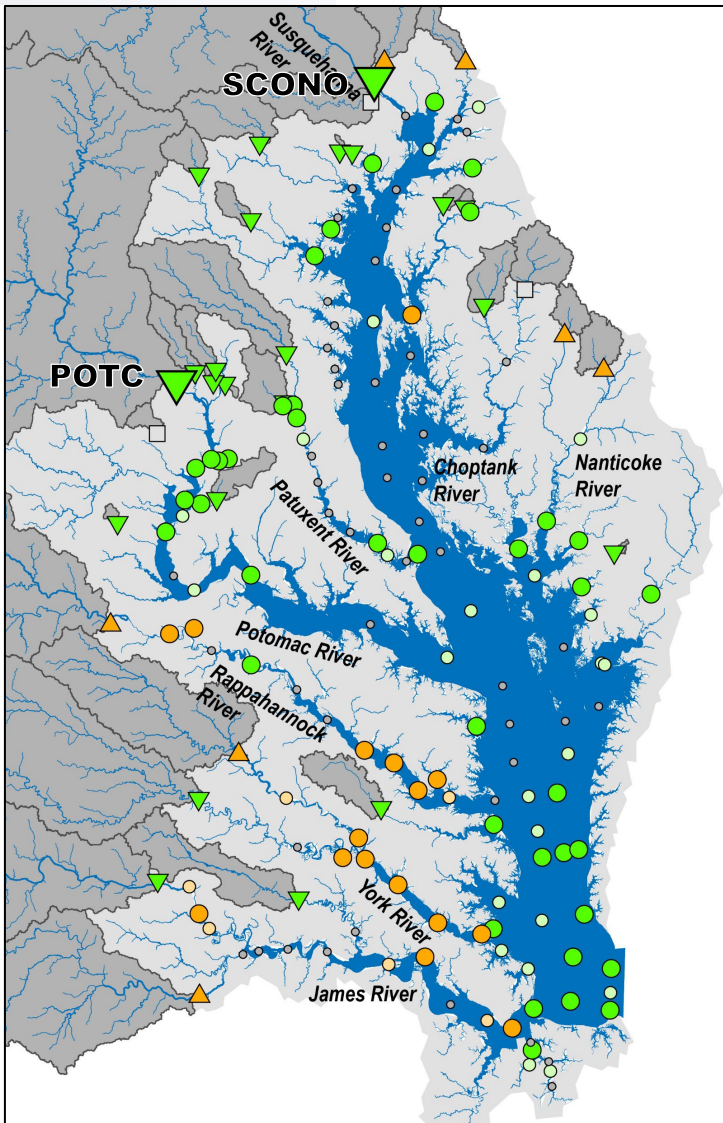 Susquehanna
River
SCONO
POTC
Choptank
River
Nanticoke
River
Patuxent River
Potomac River
Rappahannock
River
York River
James River